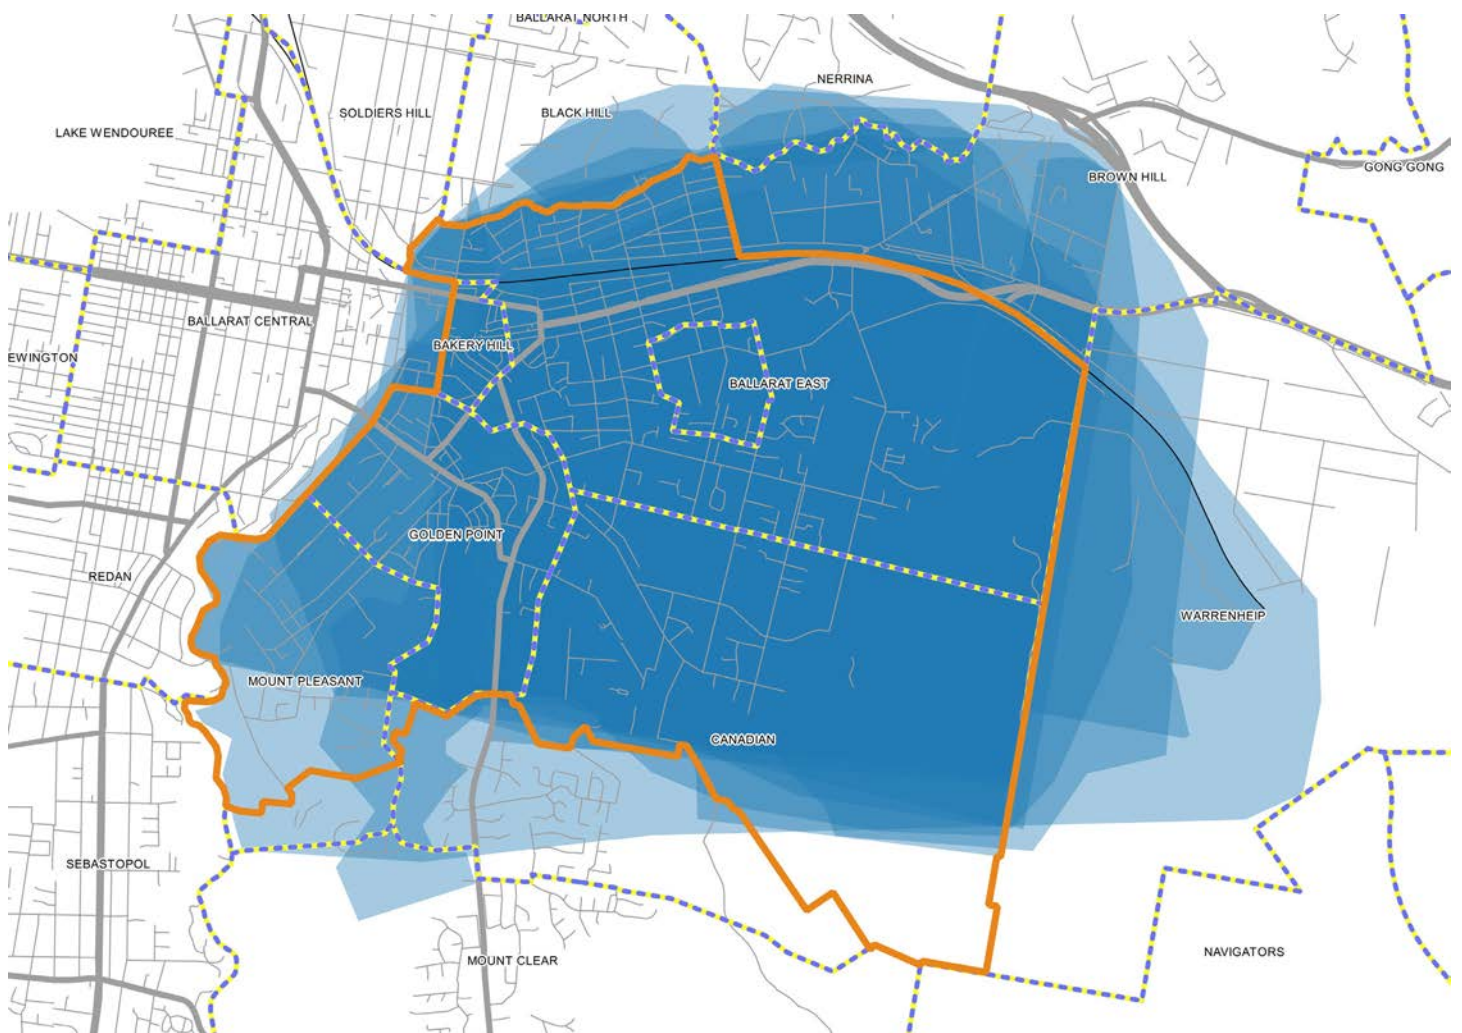 BALLARAT NORTH
NERRINA
SOLDIERS HILL
BLACK HILL
LAKE WENDOUREE
GONG GONG
BROWN HILL
BALLARAT CENTRAL
BAKERY HILL
EWINGTON
BALLARAT EAST
GOLDEN POINT
REDAN
WARRENHEIP
MOUNT PLEASANT
CANADIAN
SEBASTOPOL
NAVIGATORS
MOUNT CLEAR